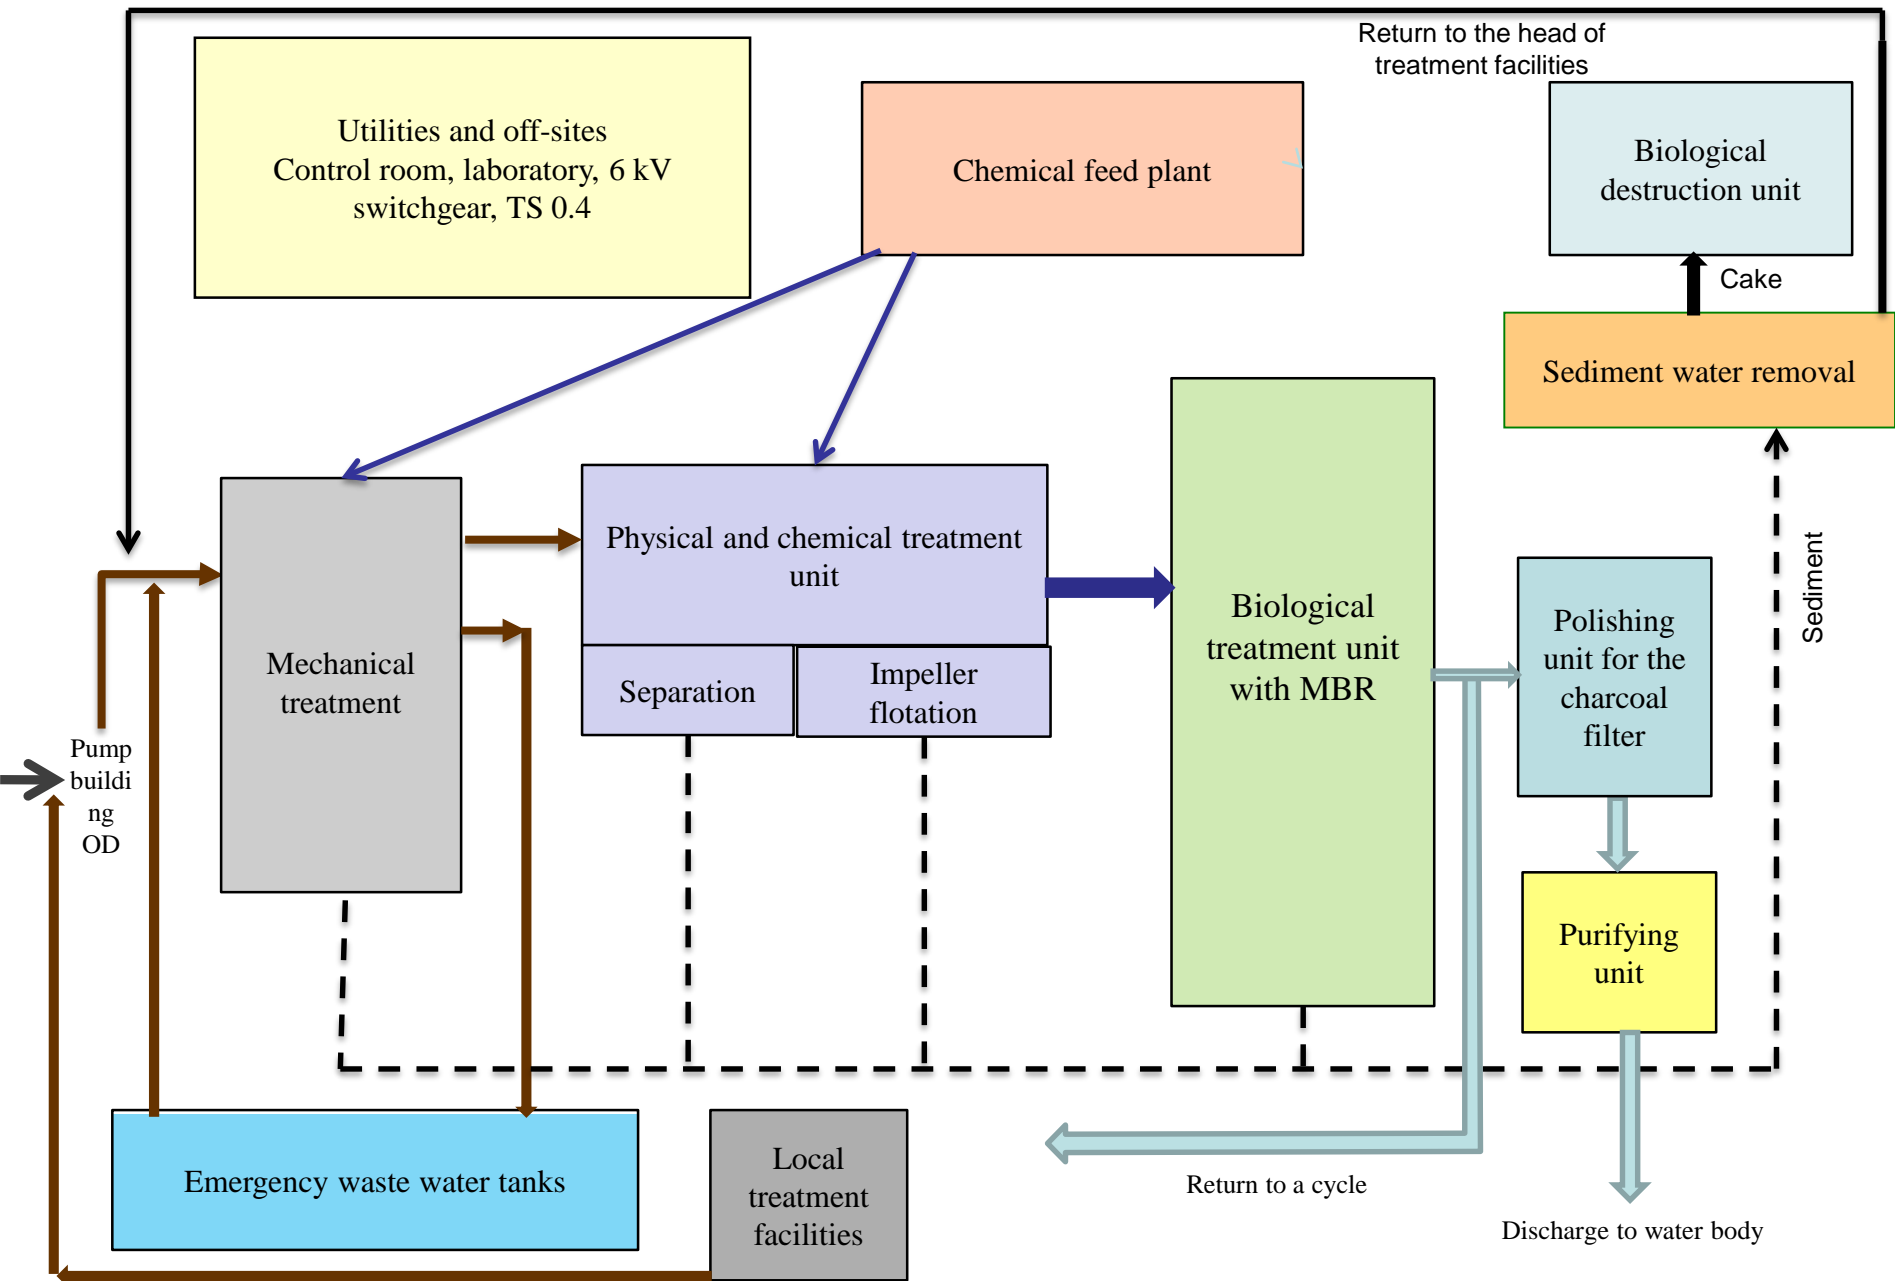 Return to the head of
treatment facilities
Utilities and off-sites
Control room, laboratory, 6 kV
switchgear, TS 0.4
Chemical feed plant
Biological
destruction unit
Cake
Sediment water removal
Sediment
Mechanical
treatment
Physical and chemical treatment
unit
Separation
Impeller
flotation
Biological
treatment unit
with MBR
Polishing
unit for the
charcoal
filter
Pump
buildi
ng
OD
Purifying
unit
Emergency waste water tanks
Local
treatment
facilities
Return to a cycle
Discharge to water body